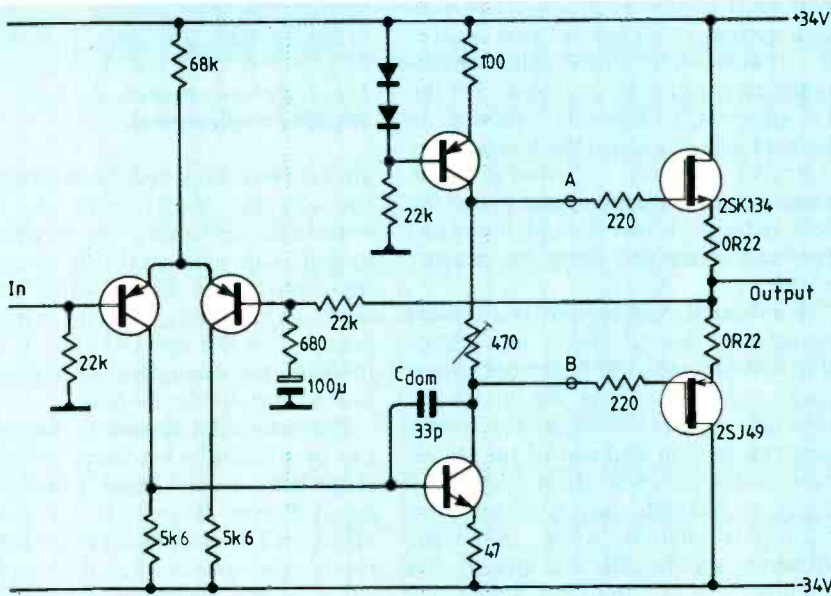 +34V
68k
100
A
220
2SK134
22k
0R22
In
Output
22k
22k
680
100μ
470
0R22
Cdom
33p
B
220
2SJ49
5k6
5k6
47
-34V